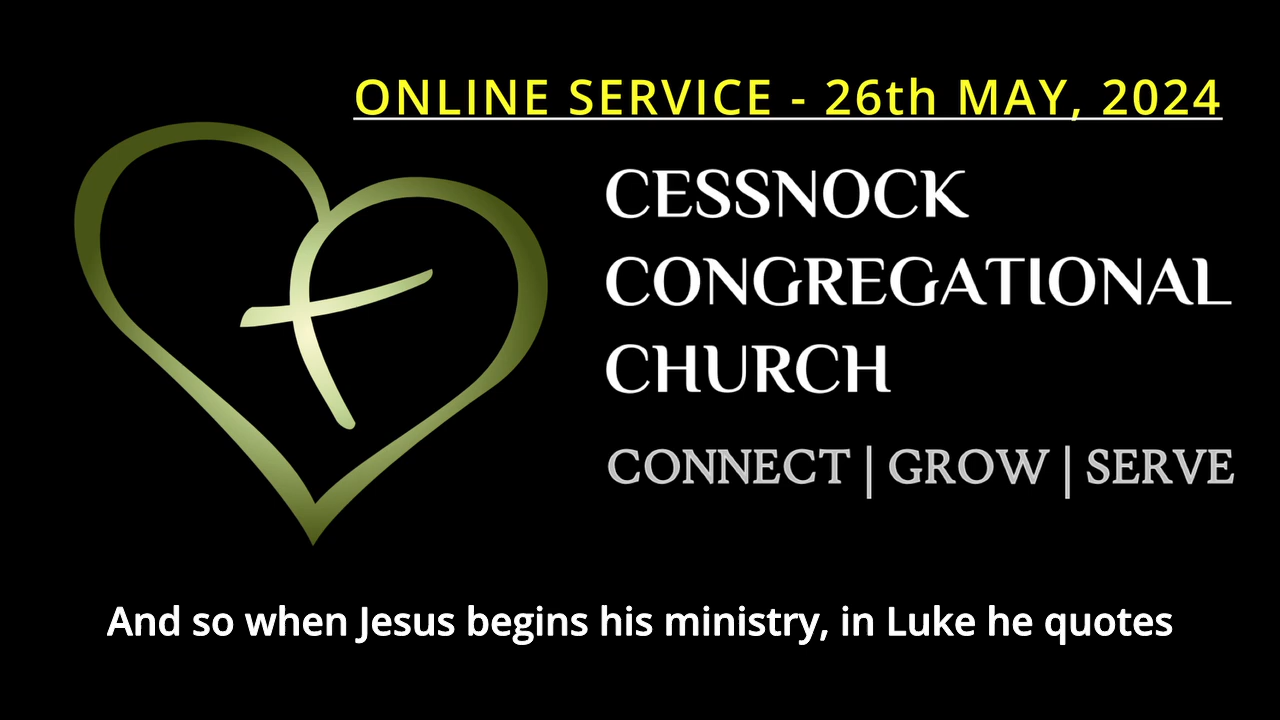 ONLINE SERVICE - 26th MAY, 2024
CESSNOCK
CONGREGATIONAL
CHURCH
CONNECT | GROW | SERVE
And so when Jesus begins his ministry, in Luke he quotes